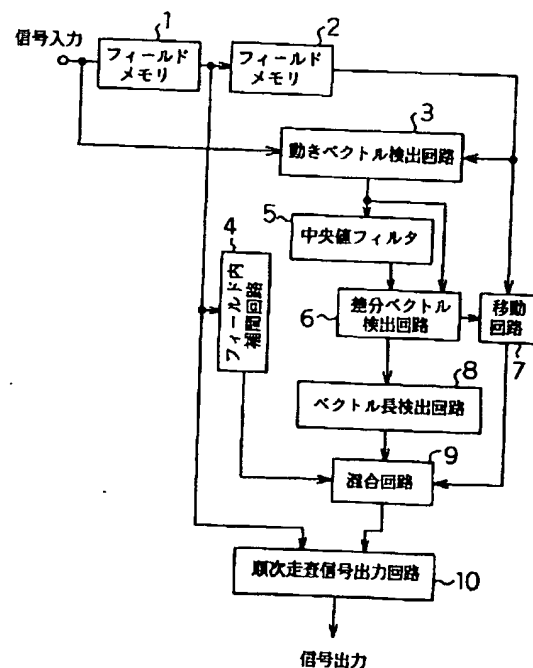 信号入力
1
フィールド
メモリ
2
フィールド
メモリ
3
動きベクトル検出回路
4
フィールド内
補間回路
5
中央値フィルタ
6
差分ベクトル
検出回路
移動
回路
7
8
ベクトル長検出回路
9
混合回路
順次走査信号出力回路
10
信号出力